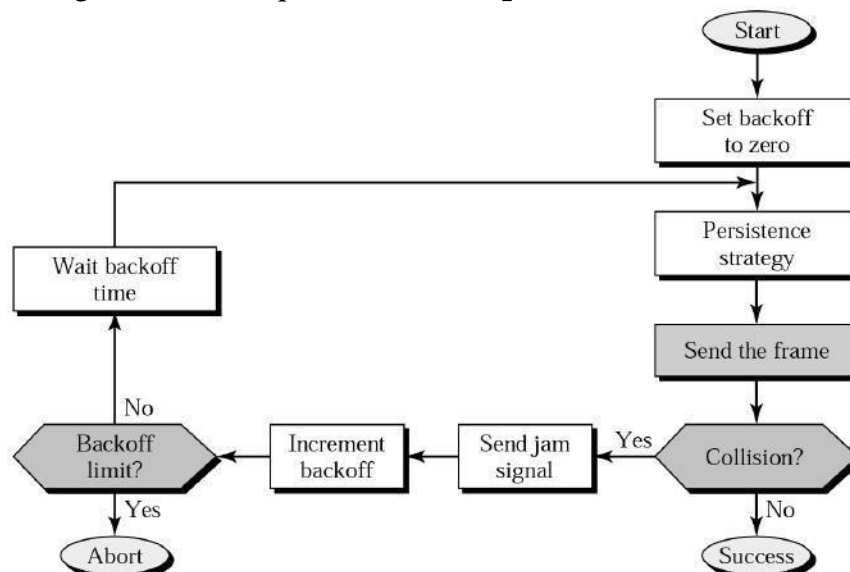 Start
Set backoff
to zero
Persistence
strategy
Wait backoff
time
Send the frame
No
Backoff
limit?
Increment
backoff
Send jam
signal
Yes
Collision?
Yes
No
Abort
Success